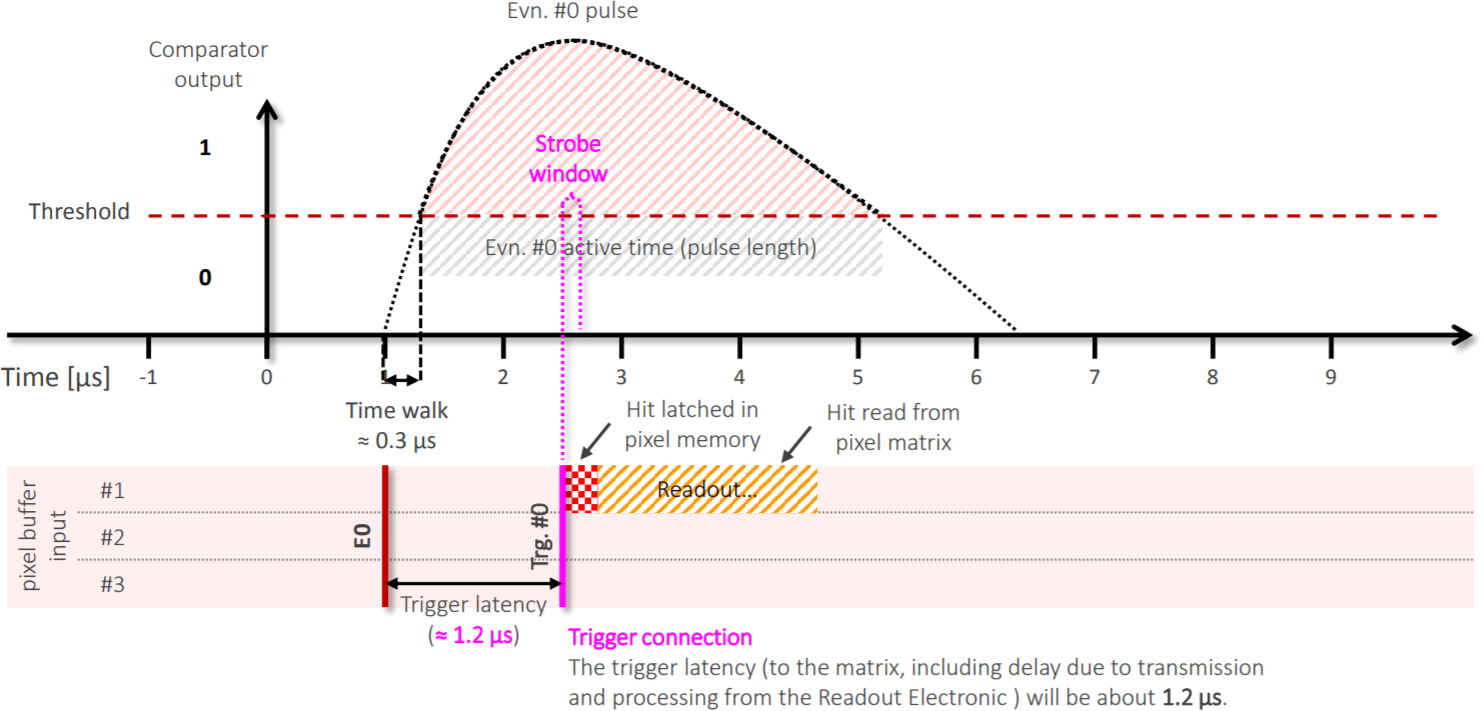 Evn. #0 pulse
Comparator
output
1
Strobe
window
Threshold
Evn. #0 active time (pulse length)
0
Time [µs]
-1 0 1 2 3 4 5 6 7 8 9
Time walk
≈ 0.3 µs
Hit latched in
pixel memory
Hit read from
pixel matrix
pixel buffer
input
#1
#2
#3
E0
Trg. #0
Readout...
Trigger latency
(≈ 1.2 µs)
Trigger connection
The trigger latency (to the matrix, including delay due to transmission
and processing from the Readout Electronic ) will be about 1.2 µs.